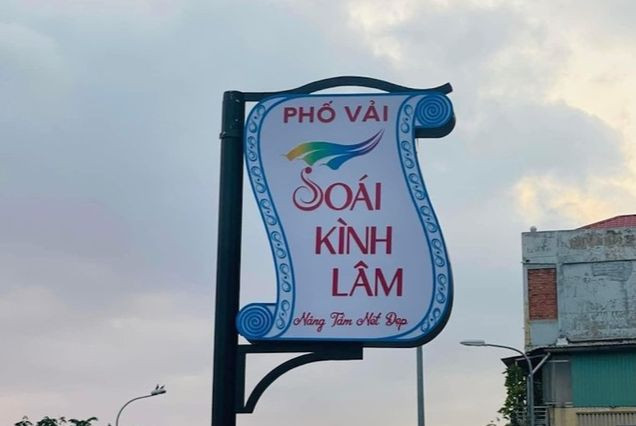 PHỐ VẢI
SOÁI
KÌNH
LÂM
Nâng Tầm Nét Đẹp